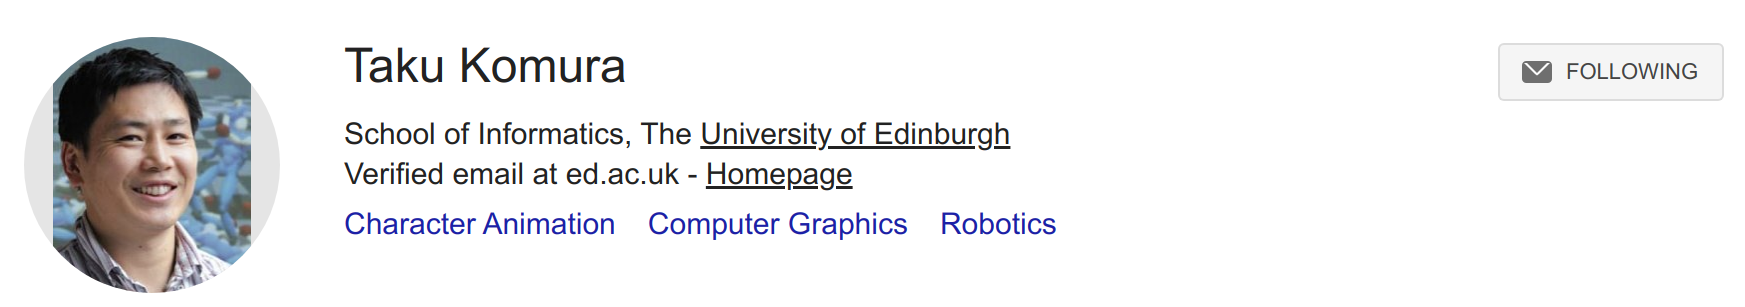 Taku Komura
FOLLOWING
School of Informatics, The University of Edinburgh
Verified email at ed.ac.uk - Homepage
Character Animation Computer Graphics Robotics